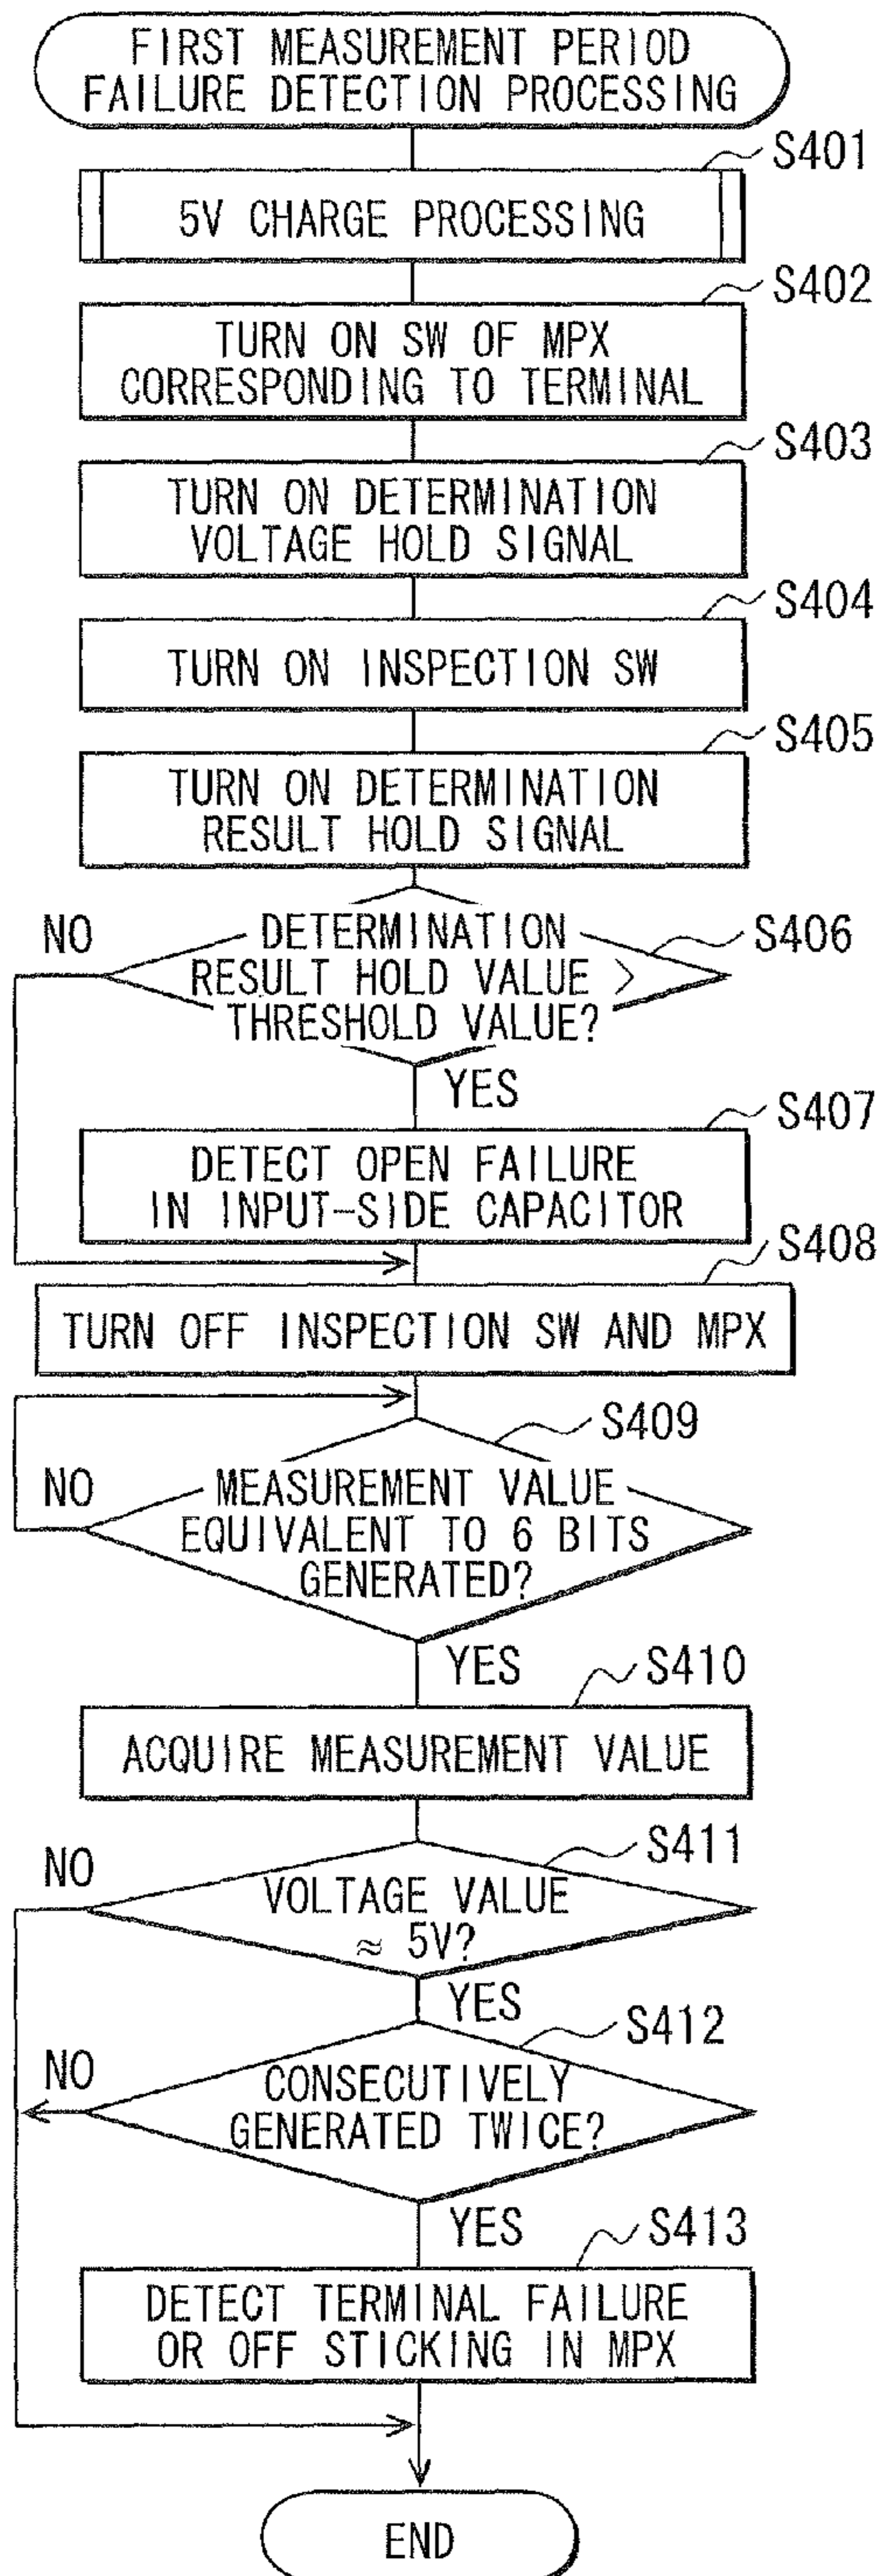 FIRST MEASUREMENT PERIOD
FAILURE DETECTION PROCESSING
S401
5V CHARGE PROCESSING
S402
TURN ON SW OF MPX
CORRESPONDING TO TERMINAL
S403
TURN ON DETERMINATION
VOLTAGE HOLD SIGNAL
S404
TURN ON INSPECTION SW
S405
TURN ON DETERMINATION
RESULT HOLD SIGNAL
S406
NO
DETERMINATION
RESULT HOLD VALUE >
THRESHOLD VALUE?
YES
S407
DETECT OPEN FAILURE
IN INPUT-SIDE CAPACITOR
S408
TURN OFF INSPECTION SW AND MPX
S409
NO
MEASUREMENT VALUE
EQUIVALENT TO 6 BITS
GENERATED?
YES
S410
ACQUIRE MEASUREMENT VALUE
S411
NO
VOLTAGE VALUE
≈ 5V?
YES
S412
NO
CONSECUTIVELY
GENERATED TWICE?
YES
S413
DETECT TERMINAL FAILURE
OR OFF STICKING IN MPX
END